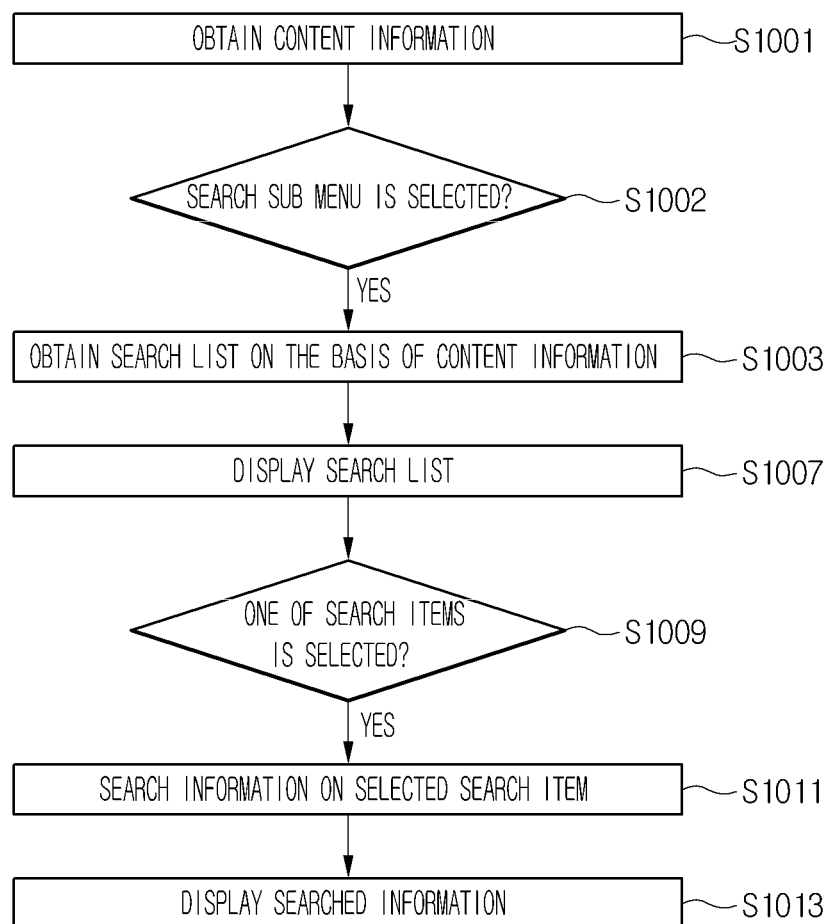 OBTAIN CONTENT INFORMATION
S1001
SEARCH SUB MENU IS SELECTED?
S1002
YES
OBTAIN SEARCH LIST ON THE BASIS OF CONTENT INFORMATION
S1003
DISPLAY SEARCH LIST
S1007
ONE OF SEARCH ITEMS
IS SELECTED?
S1009
YES
SEARCH INFORMATION ON SELECTED SEARCH ITEM
S1011
DISPLAY SEARCHED INFORMATION
S1013